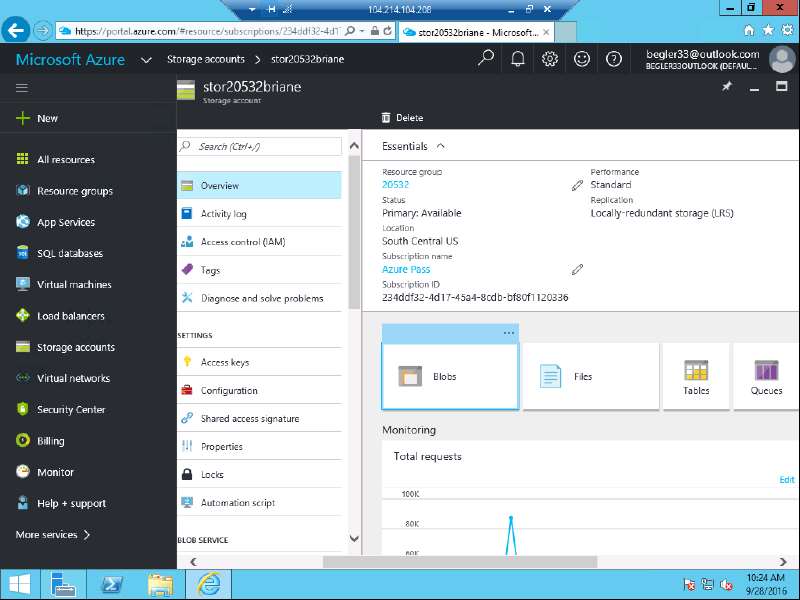 104.214.104.208
https://portal.azure.com/#resource/subscriptions/234ddf32-4d17
stor20532briane - Microsoft...
Microsoft Azure
Storage accounts > stor20532briane
begler33@outlook.com
BEGLER33OUTLOOK (DEFAUL...
stor20532briane
Storage account
New
All resources
Resource groups
App Services
SQL databases
Virtual machines
Load balancers
Storage accounts
Virtual networks
Security Center
Billing
Monitor
Help + support
More services >
Search (Ctrl+/)
Overview
Activity log
Access control (IAM)
Tags
Diagnose and solve problems
SETTINGS
Access keys
Configuration
Shared access signature
Properties
Locks
Automation script
BLOB SERVICE
Delete
Essentials
Resource group
20532
Status
Primary: Available
Location
South Central US
Subscription name
Azure Pass
Subscription ID
234ddf32-4d17-45a4-8cdb-bf80f1120336
Performance
Standard
Replication
Locally-redundant storage (LRS)
...
Blobs
Files
Tables
Queues
Monitoring
Total requests
Edit
100K
80K
60K
10:24 AM
9/28/2016